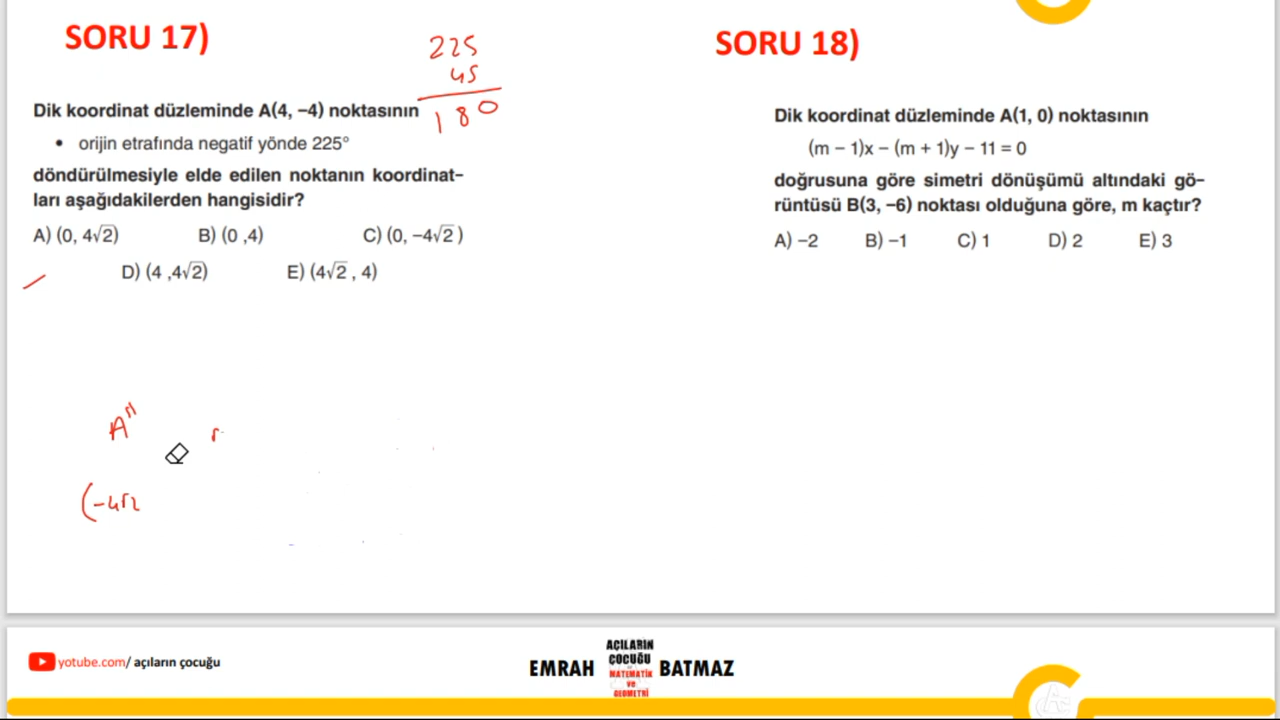 SORU 17)
225
45
180
Dik koordinat düzleminde A(4, –4) noktasının
• orijin etrafında negatif yönde 225°
döndürülmesiyle elde edilen noktanın koordinat–
ları aşağıdakilerden hangisidir?
A) (0, 4√2) B) (0 ,4) C) (0, –4√2 )
D) (4 ,4√2) E) (4√2 , 4)
A"
(-4√2
SORU 18)
Dik koordinat düzleminde A(1, 0) noktasının
(m – 1)x – (m + 1)y – 11 = 0
doğrusuna göre simetri dönüşümü altındaki gö–
rüntüsü B(3, –6) noktası olduğuna göre, m kaçtır?
A) –2 B) –1 C) 1 D) 2 E) 3
yotube.com/ açıların çocuğu
EMRAH
AÇILARIN
ÇOCUĞU
MATEMATİK
ve
GEOMETRİ
BATMAZ